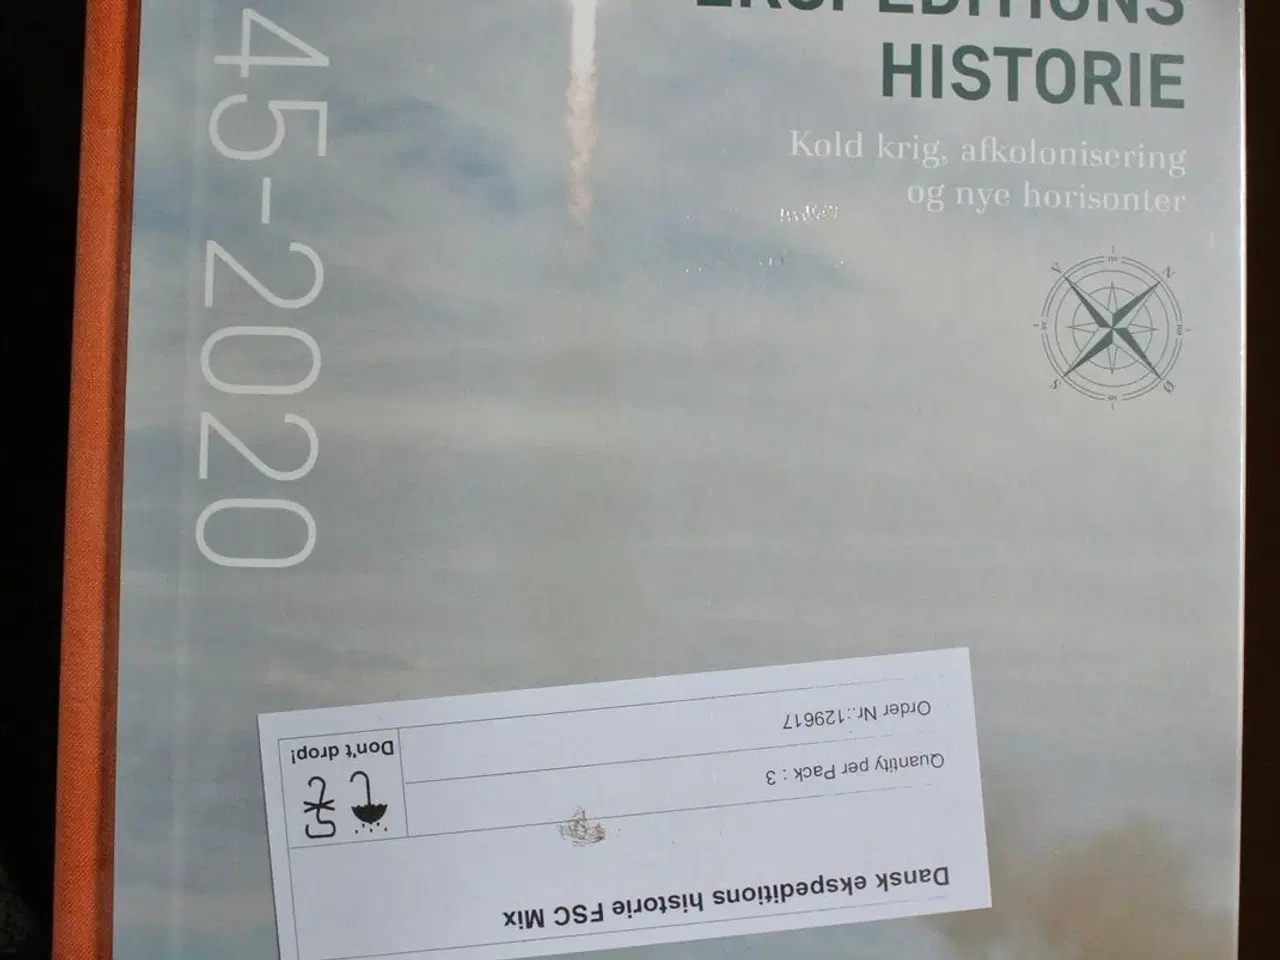 EKSPEDITIONS
HISTORIE
Kold krig, afkolonisering
og nye horisonter
45-2020
N
V
S
Ø
Dansk ekspeditions historie FSC Mix
Quantity per Pack : 3
Order Nr.:129617
Don't drop!